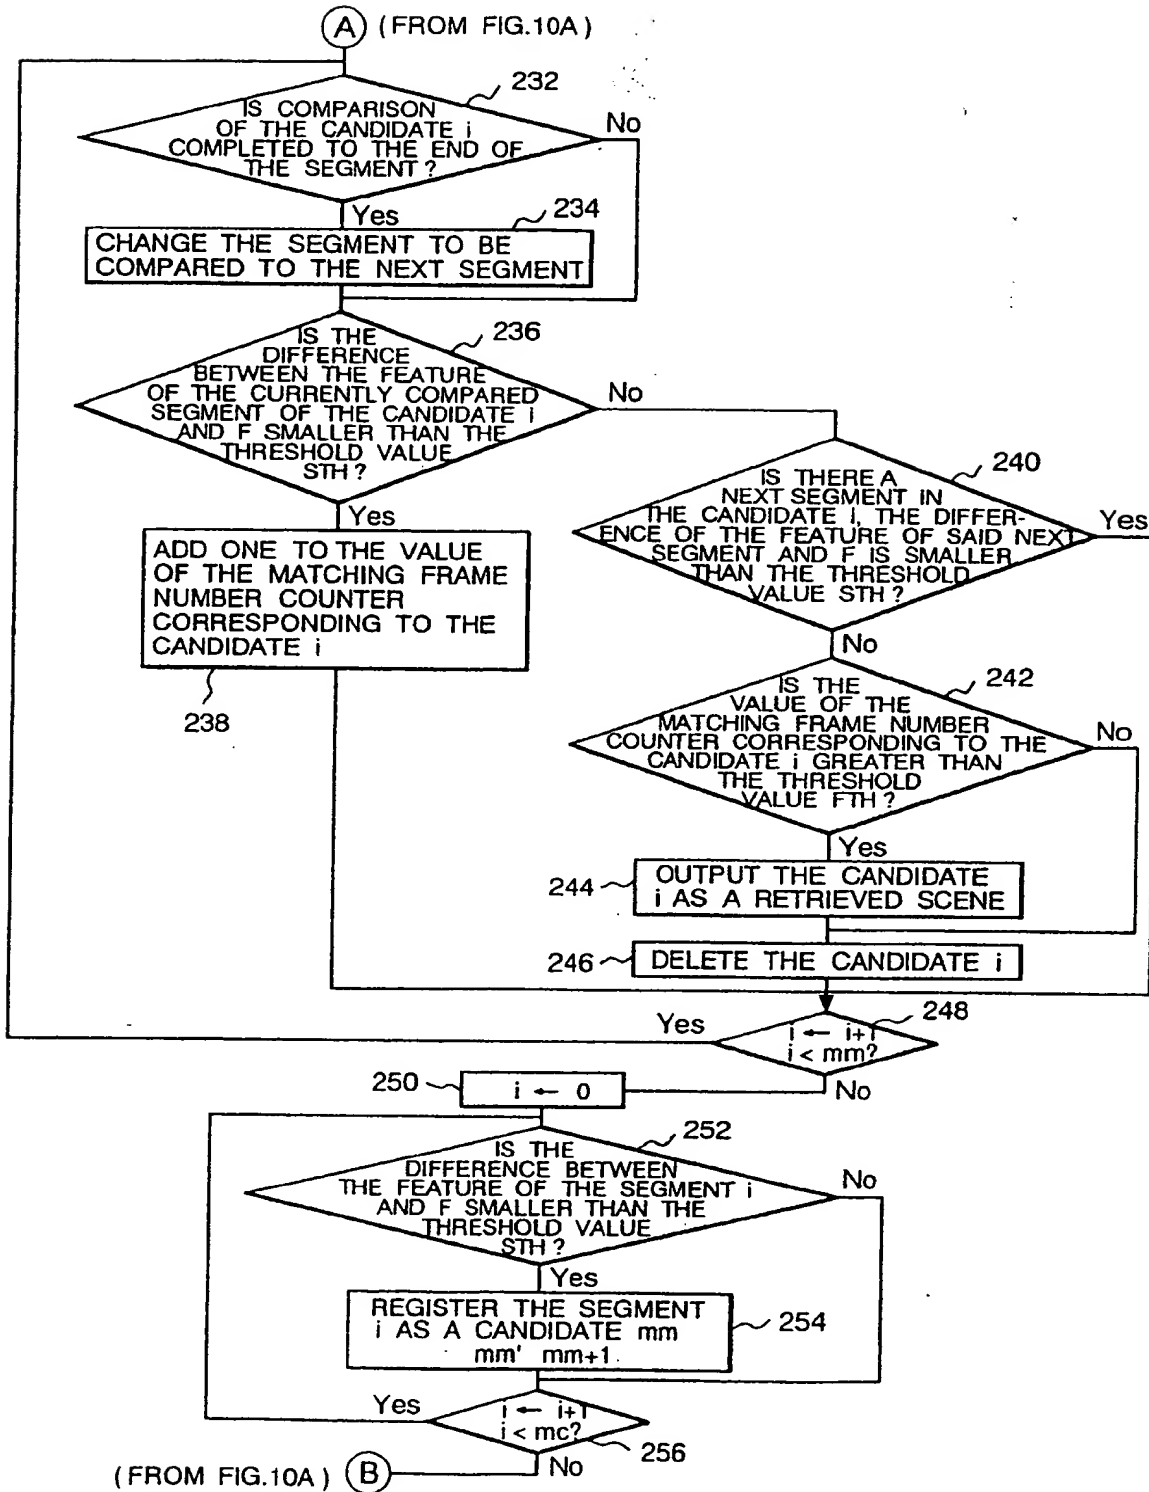 A (FROM FIG.10A)
232
IS COMPARISON
OF THE CANDIDATE i
COMPLETED TO THE END OF
THE SEGMENT?
No
Yes
234
CHANGE THE SEGMENT TO BE
COMPARED TO THE NEXT SEGMENT
236
IS THE
DIFFERENCE
BETWEEN THE FEATURE
OF THE CURRENTLY COMPARED
SEGMENT OF THE CANDIDATE i
AND F SMALLER THAN THE
THRESHOLD VALUE
STH?
No
Yes
238
ADD ONE TO THE VALUE
OF THE MATCHING FRAME
NUMBER COUNTER
CORRESPONDING TO THE
CANDIDATE i
240
IS THERE A
NEXT SEGMENT IN
THE CANDIDATE i, THE DIFFER-
ENCE OF THE FEATURE OF SAID NEXT
SEGMENT AND F IS SMALLER
THAN THE THRESHOLD
VALUE STH?
Yes
No
242
IS THE
VALUE OF THE
MATCHING FRAME NUMBER
COUNTER CORRESPONDING TO THE
CANDIDATE i GREATER THAN
THE THRESHOLD
VALUE FTH?
No
Yes
244
OUTPUT THE CANDIDATE
i AS A RETRIEVED SCENE
246
DELETE THE CANDIDATE i
248
i ← i+1
i < mm?
Yes
No
250
i ← 0
252
IS THE
DIFFERENCE BETWEEN
THE FEATURE OF THE SEGMENT i
AND F SMALLER THAN THE
THRESHOLD VALUE
STH?
No
Yes
254
REGISTER THE SEGMENT
i AS A CANDIDATE mm
mm' mm+1
256
i ← i+1
i < mc?
Yes
No
(FROM FIG.10A) B